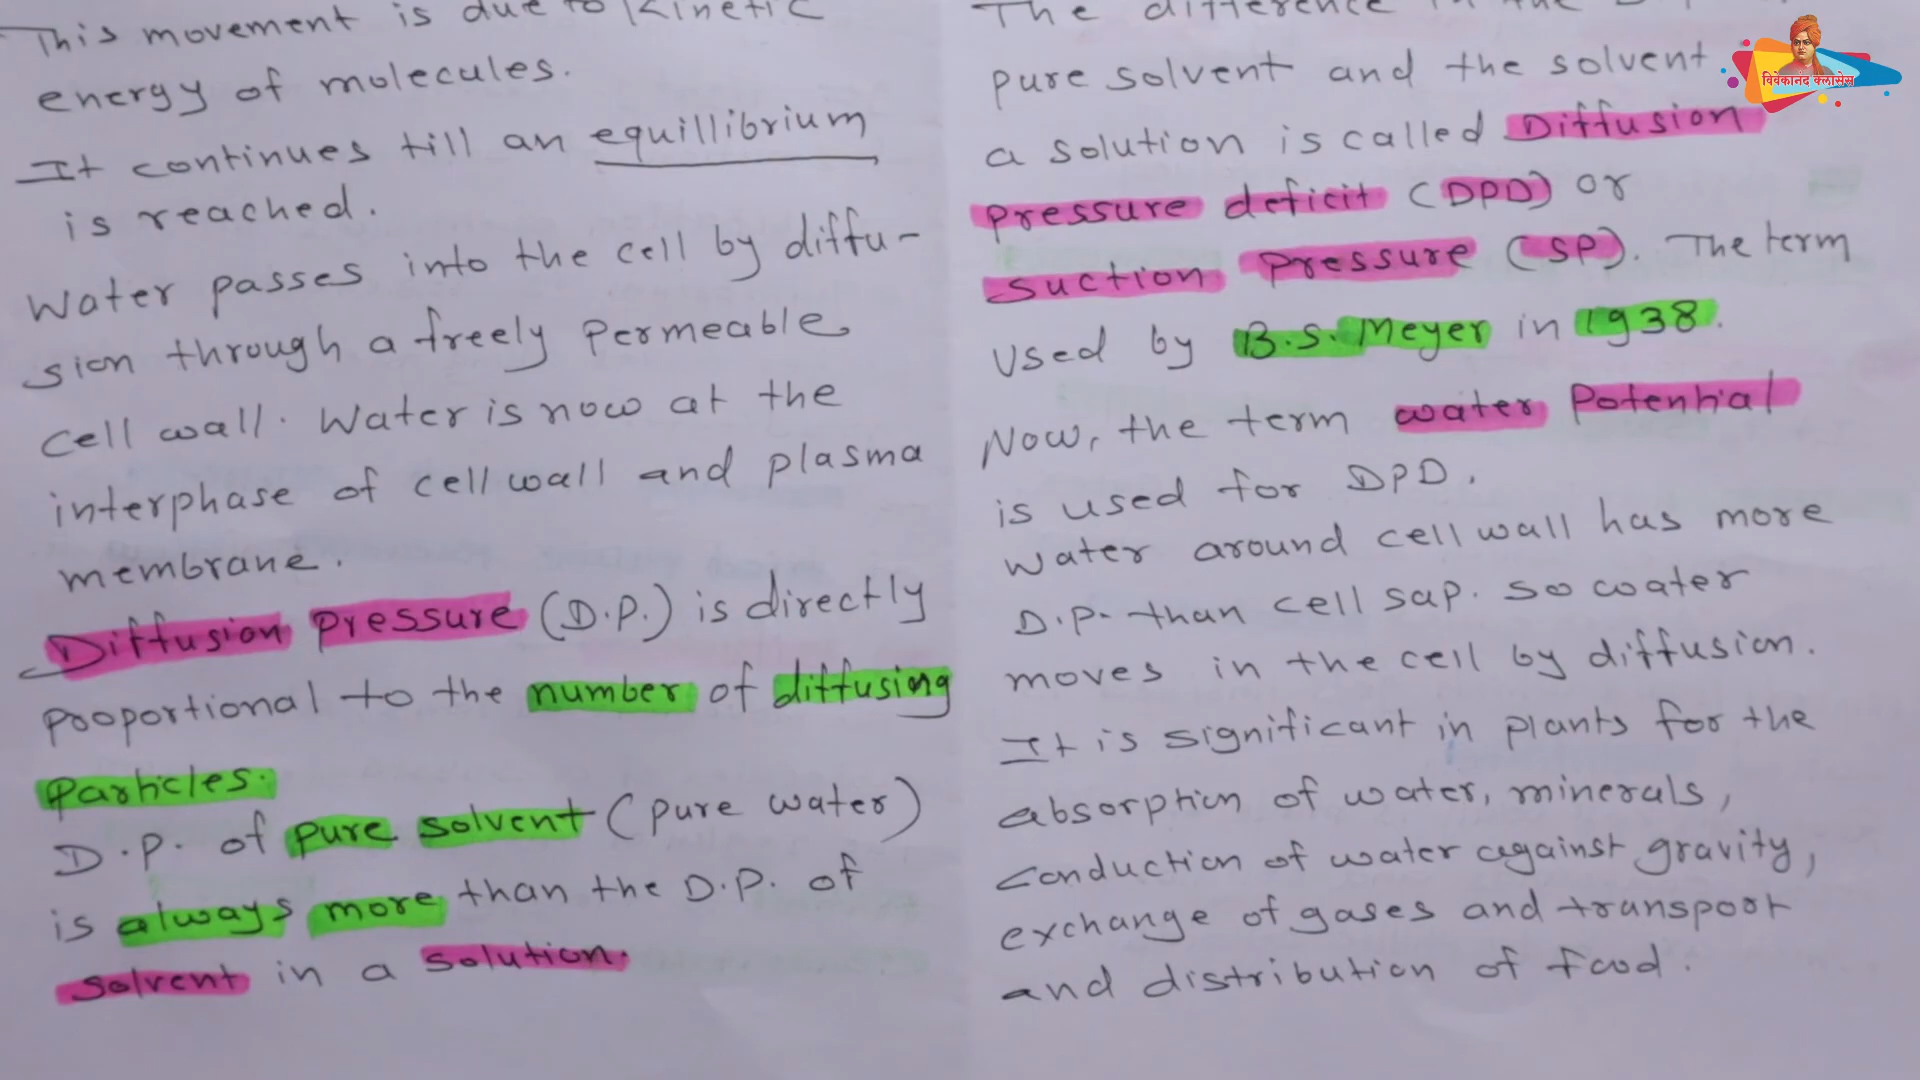 This movement is due to Kinetic
energy of molecules.
It continues till an equillibrium
is reached.
Water passes into the cell by diffu-
sion through a freely Permeable
cell wall. Water is now at the
interphase of cell wall and plasma
membrane.
Diffusion Pressure (D.P.) is directly
proportional to the number of diffusing
Particles.
D.P. of pure solvent (pure water)
is always more than the D.P. of
solvent in a solution.
The difference in the
pure solvent and the solvent
a solution is called Diffusion
Pressure deficit (DPD) or
Suction Pressure (SP). The term
used by B.S. Meyer in 1938.
Now, the term water Potential
is used for DPD.
Water around cell wall has more
D.P. than cell sap. So water
moves in the cell by diffusion.
It is significant in plants for the
absorption of water, minerals,
conduction of water against gravity,
exchange of gases and transport
and distribution of food.
विवेकानंद क्लासेस